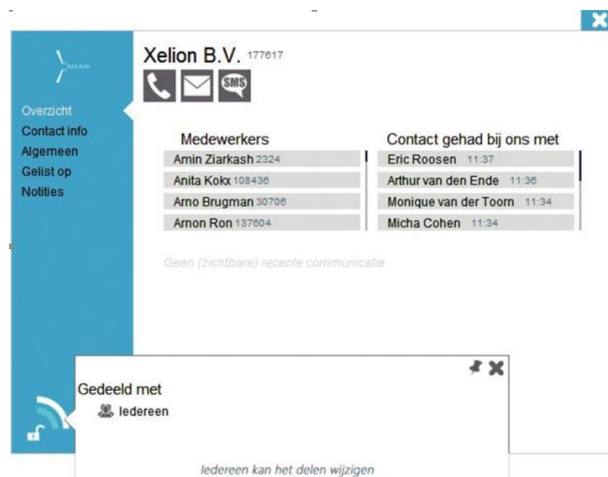 Xelion B.V. 177617
SMS
XELION
Overzicht
Contact info
Algemeen
Gelist op
Notities
Medewerkers
Amin Ziarkash 2324
Anita Kokx 108436
Arno Brugman 30706
Arnon Ron 137604
Contact gehad bij ons met
Eric Roosen 11:37
Arthur van den Ende 11:36
Monique van der Toorn 11:34
Micha Cohen 11:34
Geen (zichtbare) recente communicatie
Gedeeld met
Iedereen
Iedereen kan het delen wijzigen